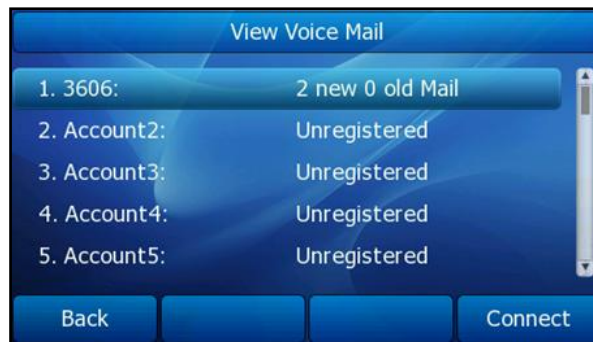 View Voice Mail
1. 3606: 2 new 0 old Mail
2. Account2: Unregistered
3. Account3: Unregistered
4. Account4: Unregistered
5. Account5: Unregistered
Back Connect